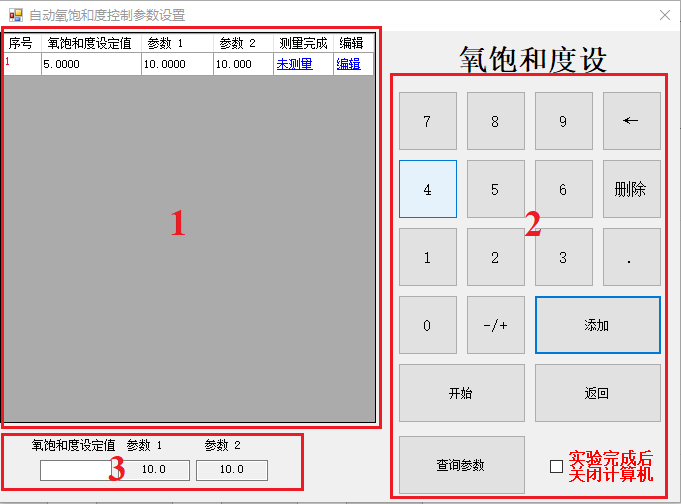 自动氧饱和度控制参数设置
序号 氧饱和度设定值 参数 1 参数 2 测量完成 编辑
1 5.0000 10.0000 10.000 未测量 编辑
1
氧饱和度设定值 参数 1 参数 2
3 10.0 10.0
氧饱和度设
7 8 9 ←
4 5 6 删除
2
1 2 3 .
0 -/+ 添加
开始 返回
查询参数 实验完成后
关闭计算机